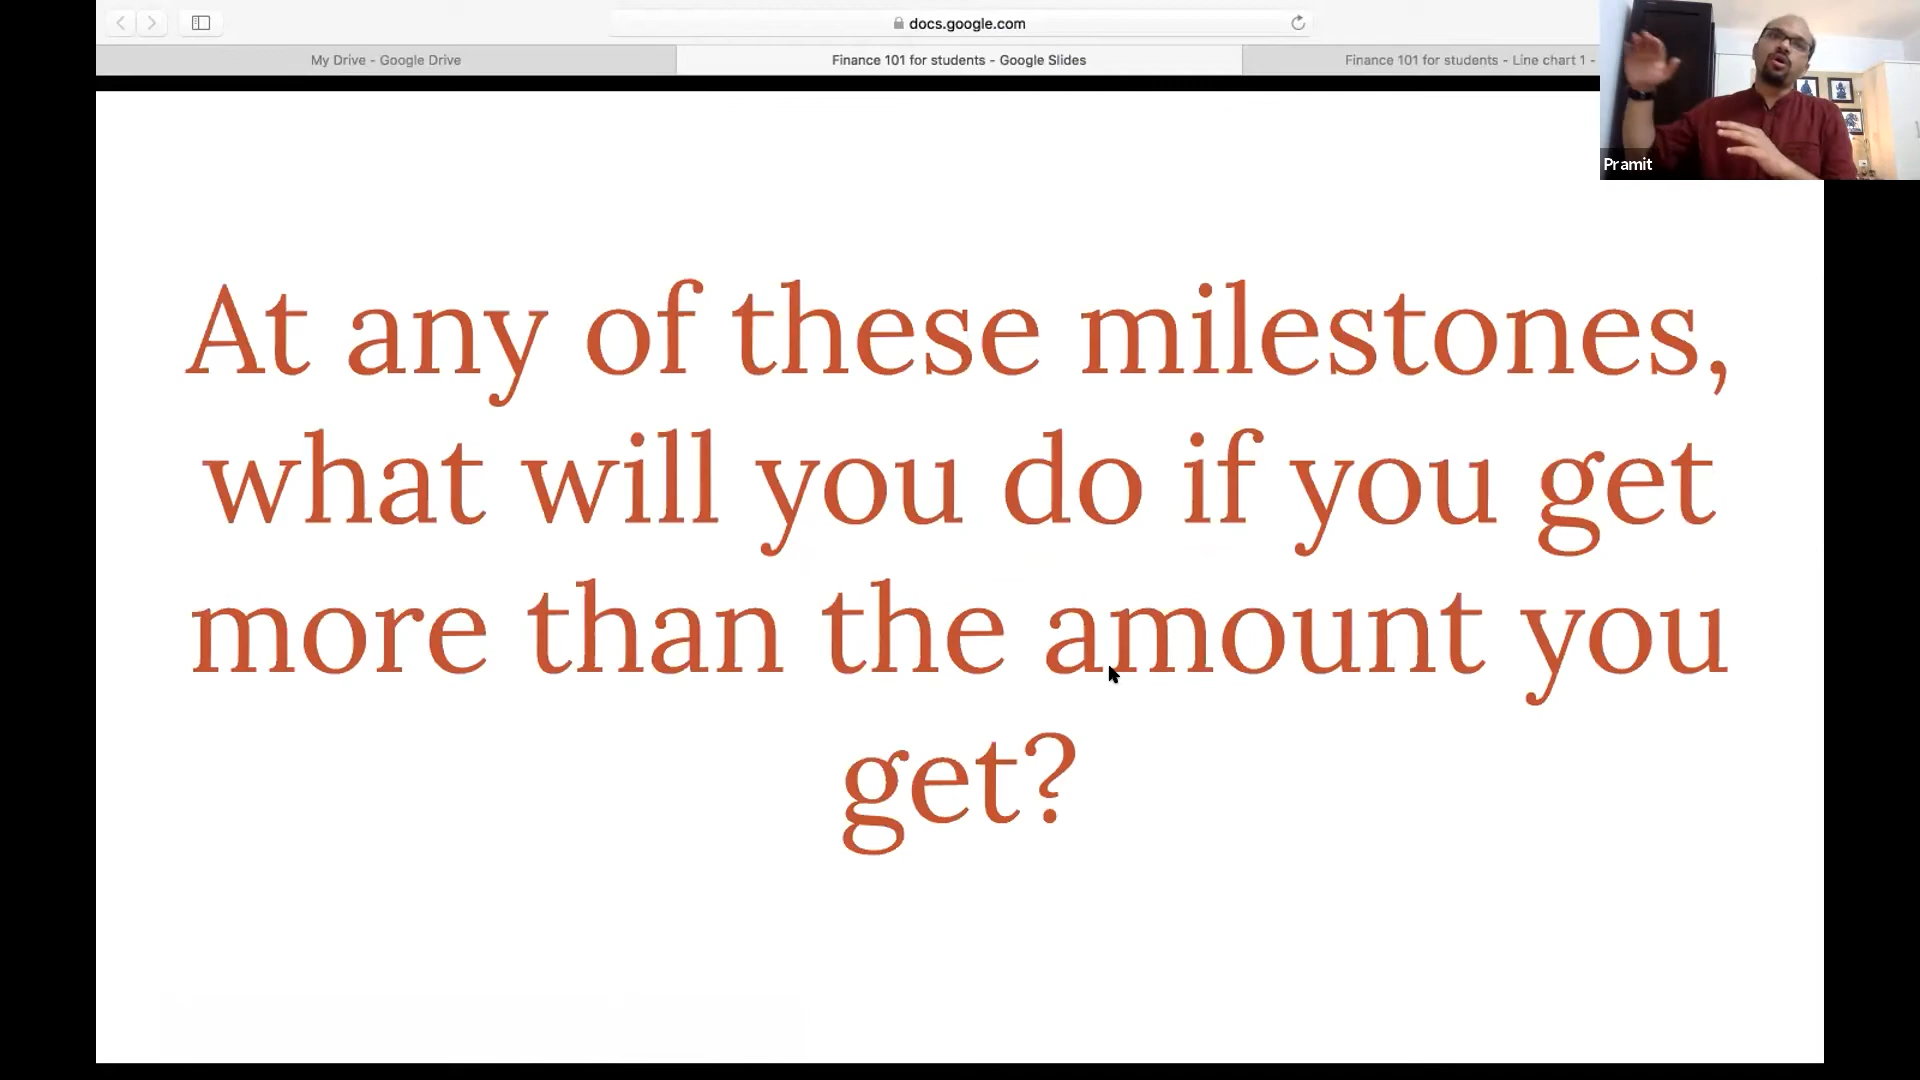 docs.google.com
My Drive - Google Drive
Finance 101 for students - Google Slides
Finance 101 for students - Line chart 1 -
Pramit
At any of these milestones,
what will you do if you get
more than the amount you
get?